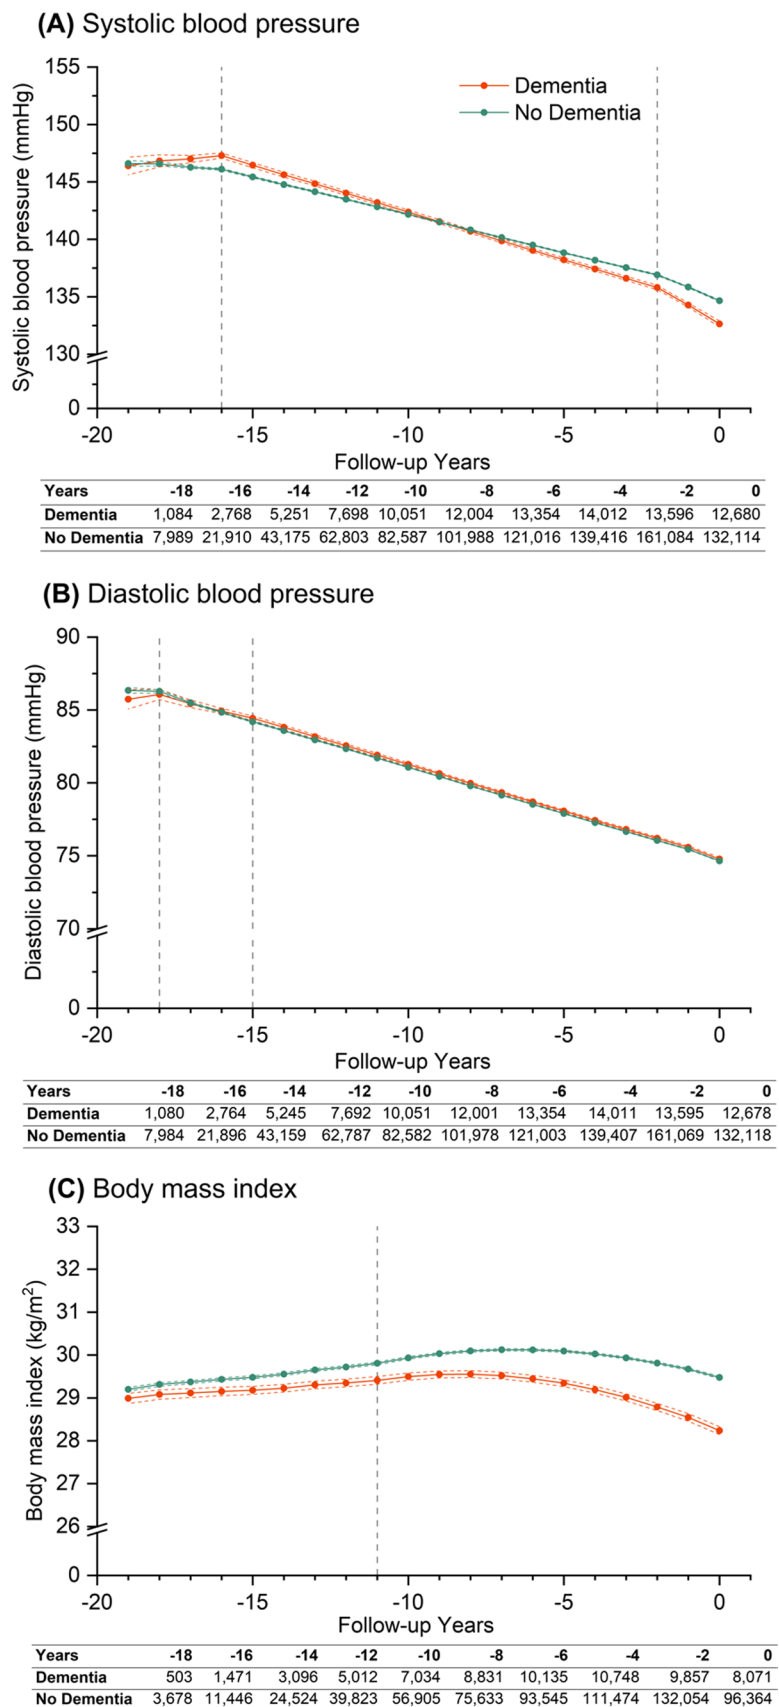 (A) Systolic blood pressure
155
150
145
140
135
130
0
Systolic blood pressure (mmHg)
Dementia
No Dementia
-20 -15 -10 -5 0
Follow-up Years
Years -18 -16 -14 -12 -10 -8 -6 -4 -2 0
Dementia 1,084 2,768 5,251 7,698 10,051 12,004 13,354 14,012 13,596 12,680
No Dementia 7,989 21,910 43,175 62,803 82,587 101,988 121,016 139,416 161,084 132,114
(B) Diastolic blood pressure
90
85
80
75
70
0
Diastolic blood pressure (mmHg)
-20 -15 -10 -5 0
Follow-up Years
Years -18 -16 -14 -12 -10 -8 -6 -4 -2 0
Dementia 1,080 2,764 5,245 7,692 10,051 12,001 13,354 14,011 13,595 12,678
No Dementia 7,984 21,896 43,159 62,787 82,582 101,978 121,003 139,407 161,069 132,118
(C) Body mass index
33
32
31
30
29
28
27
26
0
Body mass index (kg/m²)
-20 -15 -10 -5 0
Follow-up Years
Years -18 -16 -14 -12 -10 -8 -6 -4 -2 0
Dementia 503 1,471 3,096 5,012 7,034 8,831 10,135 10,748 9,857 8,071
No Dementia 3,678 11,446 24,524 39,823 56,905 75,633 93,545 111,474 132,054 96,364